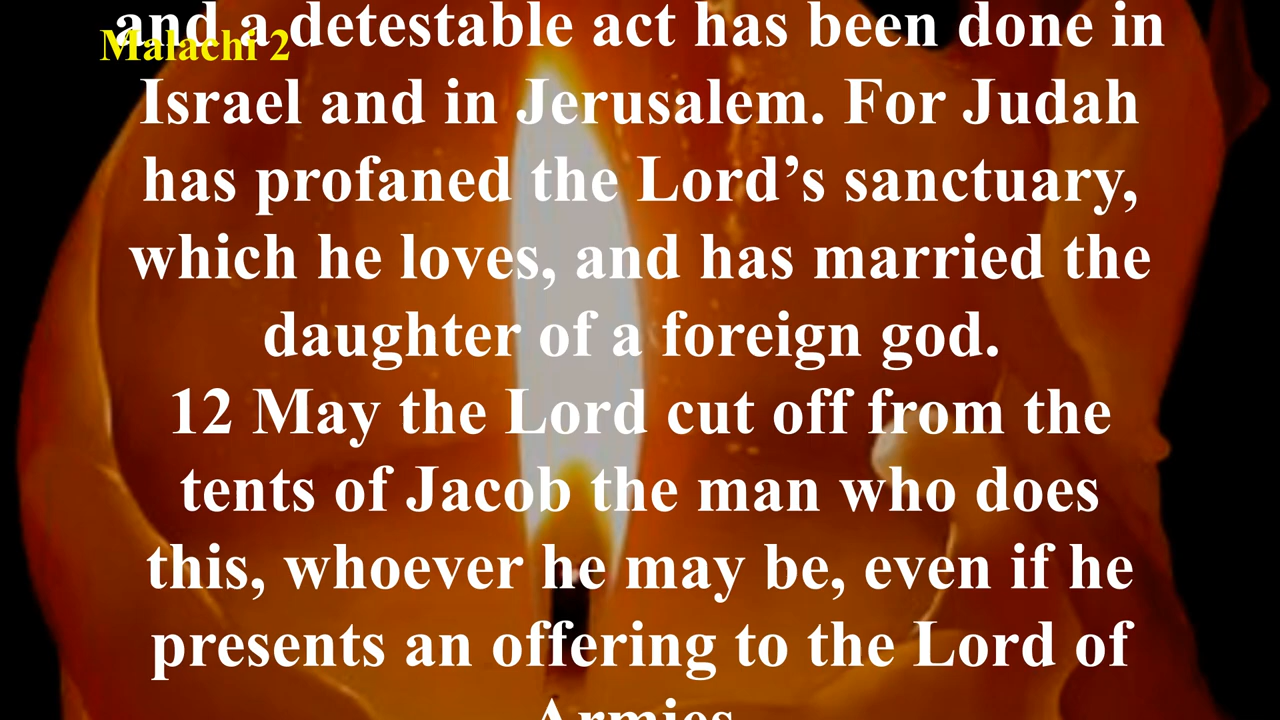 and a detestable act has been done in
Malachi 2
Israel and in Jerusalem. For Judah
has profaned the Lord’s sanctuary,
which he loves, and has married the
daughter of a foreign god.
12 May the Lord cut off from the
tents of Jacob the man who does
this, whoever he may be, even if he
presents an offering to the Lord of
Armies.